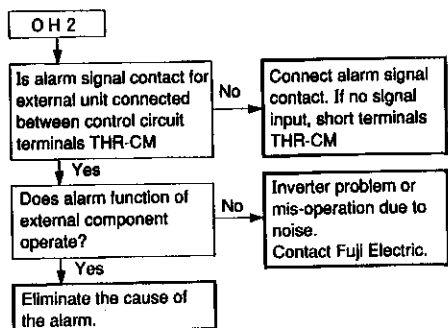 OH2
Is alarm signal contact for
external unit connected
between control circuit
terminals THR-CM
No
Connect alarm signal
contact. If no signal
input, short terminals
THR-CM
Yes
Does alarm function of
external component
operate?
No
Inverter problem or
mis-operation due to
noise.
Contact Fuji Electric.
Yes
Eliminate the cause of
the alarm.